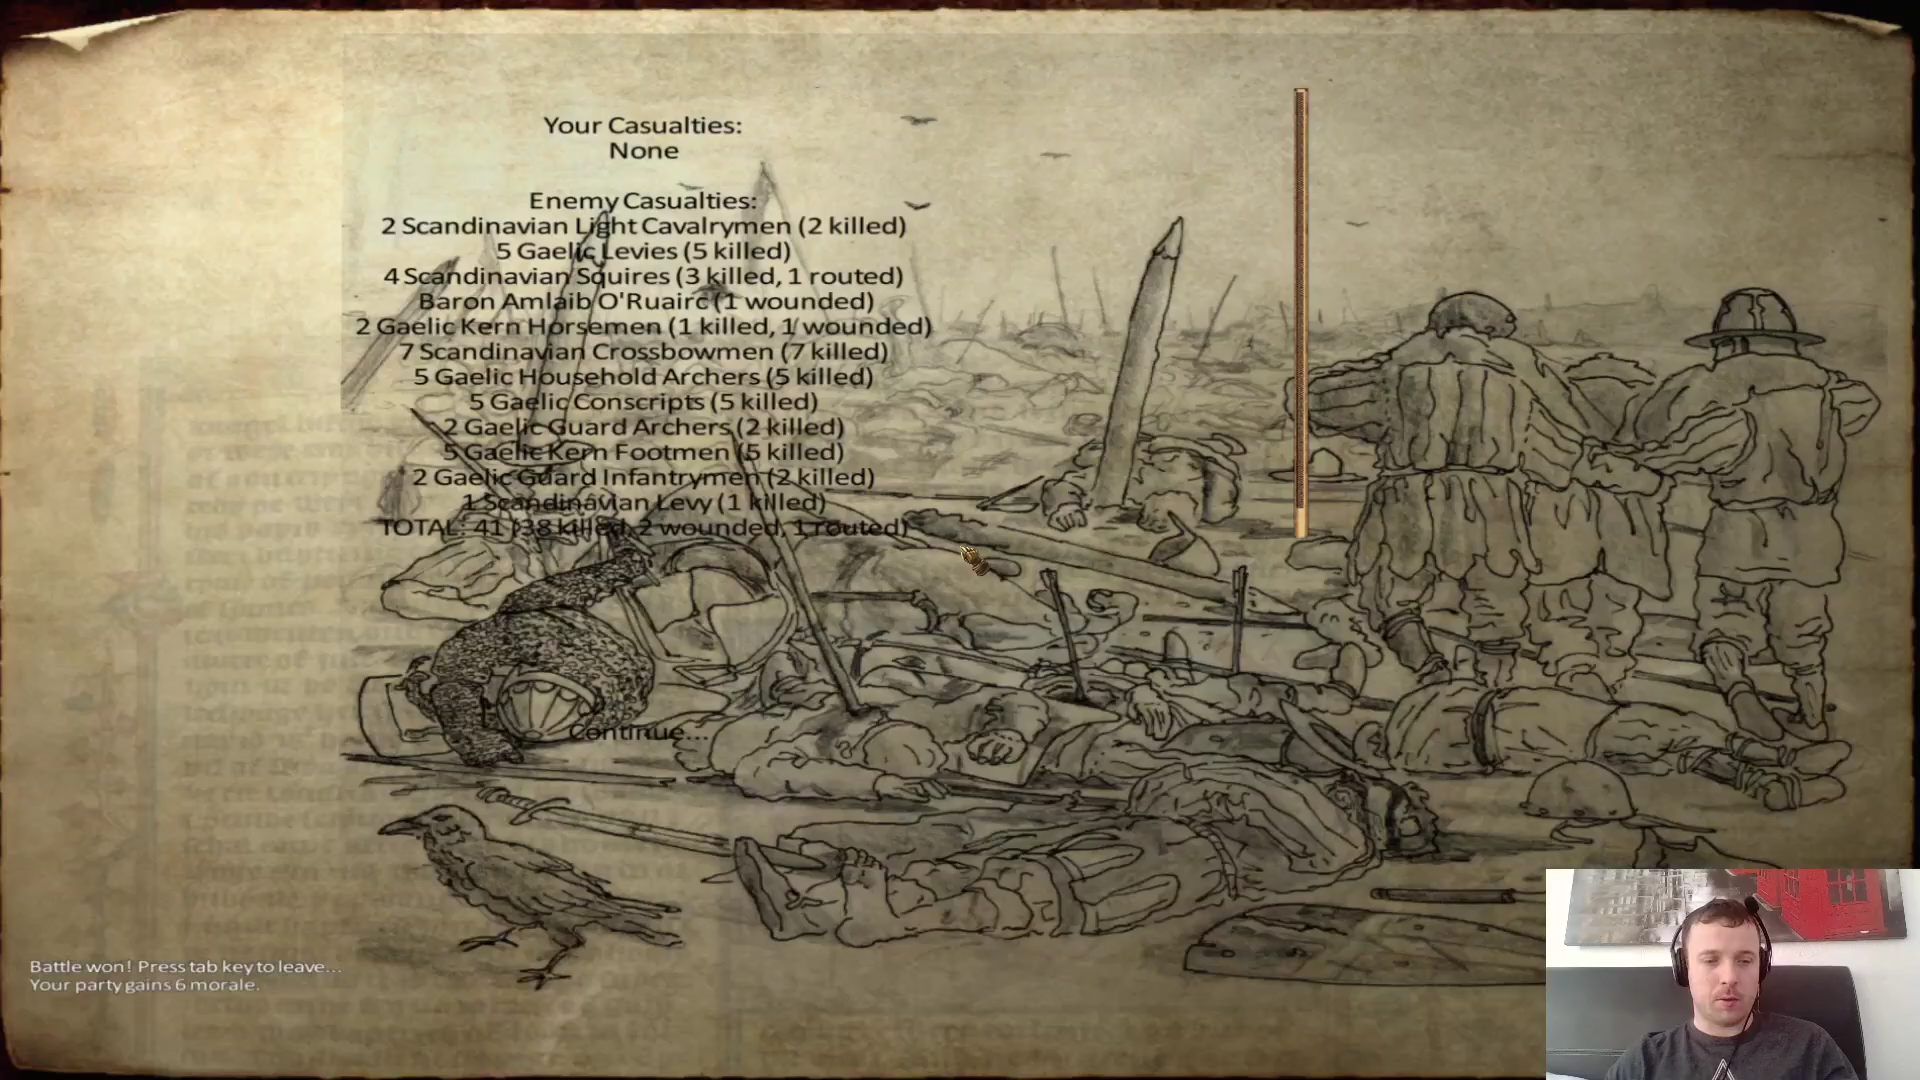 Your Casualties:
None
Enemy Casualties:
2 Scandinavian Light Cavalrymen (2 killed)
5 Gaelic Levies (5 killed)
4 Scandinavian Squires (3 killed, 1 routed)
Baron Amlaib O'Ruairc (1 wounded)
2 Gaelic Kern Horsemen (1 killed, 1 wounded)
7 Scandinavian Crossbowmen (7 killed)
5 Gaelic Household Archers (5 killed)
5 Gaelic Conscripts (5 killed)
2 Gaelic Guard Archers (2 killed)
5 Gaelic Kern Footmen (5 killed)
2 Gaelic Guard Infantrymen (2 killed)
1 Scandinavian Levy (1 killed)
TOTAL: 41 (38 killed, 2 wounded, 1 routed)
Continue...
Battle won! Press tab key to leave...
Your party gains 6 morale.